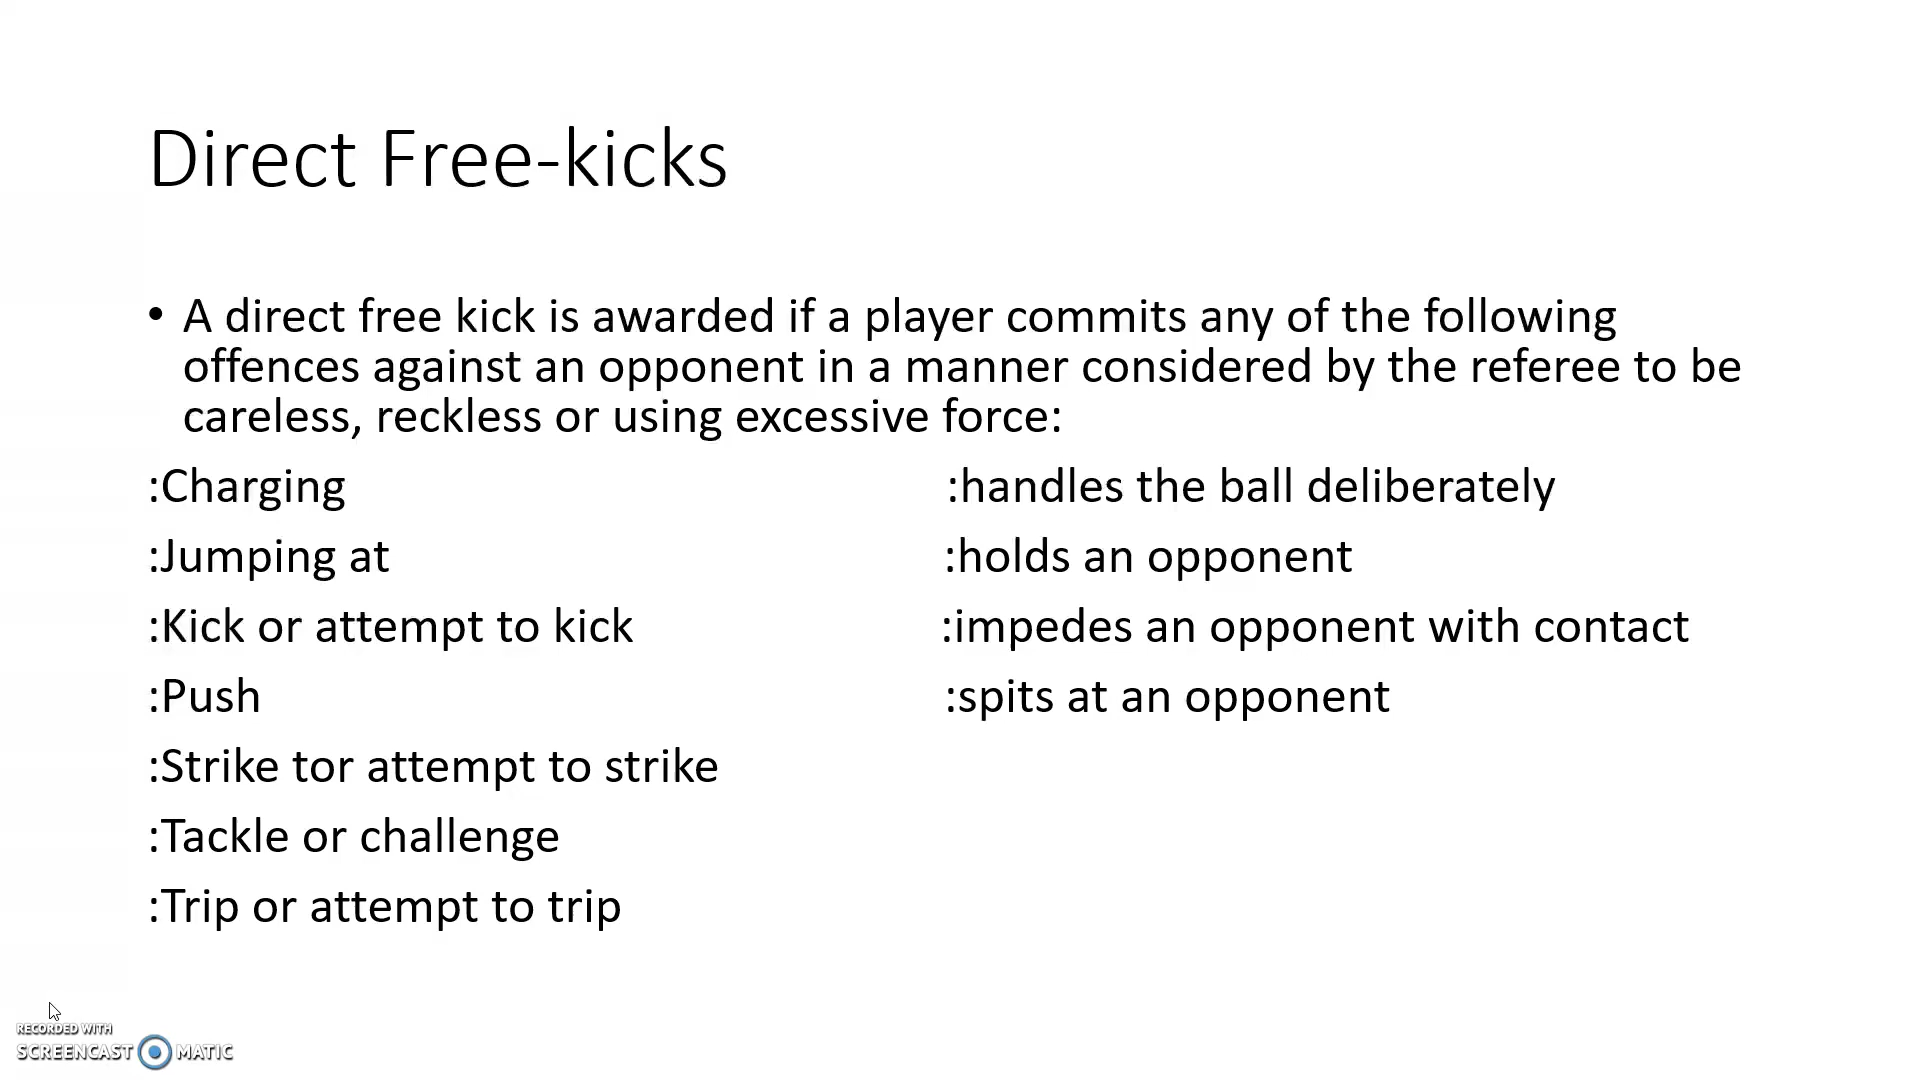 Direct Free-kicks
• A direct free kick is awarded if a player commits any of the following
offences against an opponent in a manner considered by the referee to be
careless, reckless or using excessive force:
:Charging :handles the ball deliberately
:Jumping at :holds an opponent
:Kick or attempt to kick :impedes an opponent with contact
:Push :spits at an opponent
:Strike tor attempt to strike
:Tackle or challenge
:Trip or attempt to trip
RECORDED WITH
SCREENCAST MATIC